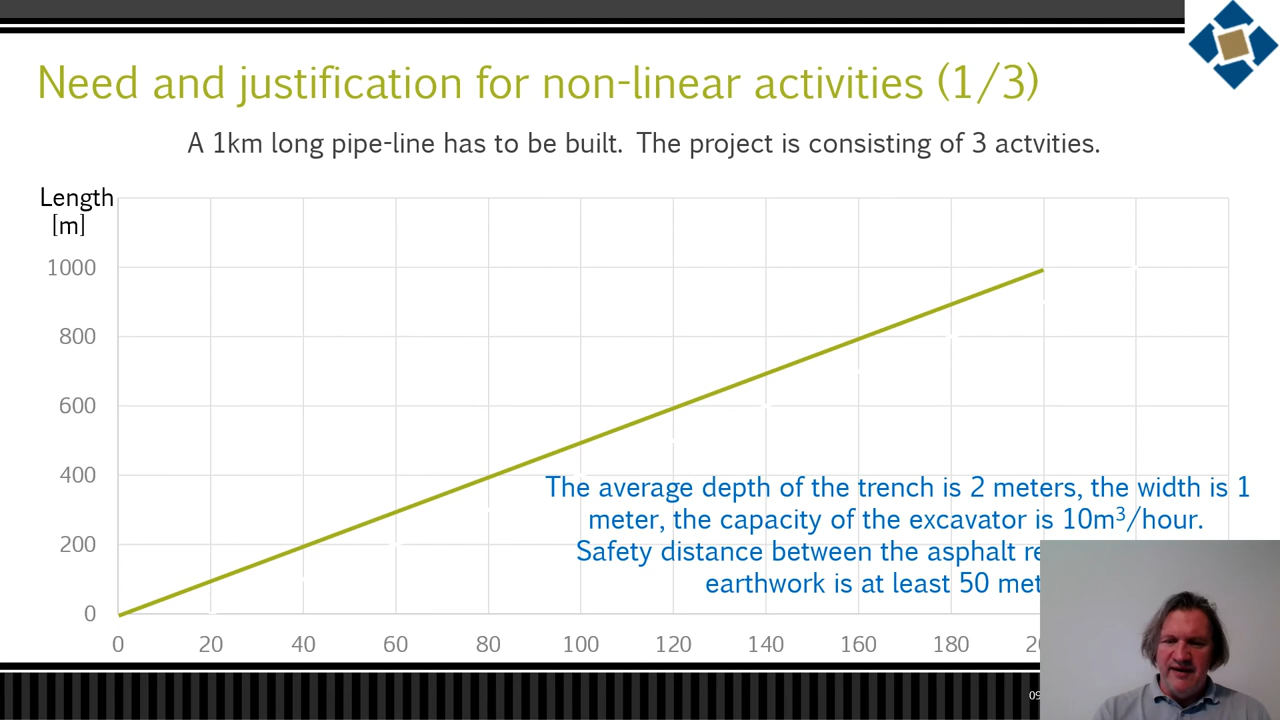 Need and justification for non-linear activities (1/3)
A 1km long pipe-line has to be built. The project is consisting of 3 actvities.
Length
[m]
1000
800
600
400
200
0
The average depth of the trench is 2 meters, the width is 1
meter, the capacity of the excavator is 10m³/hour.
Safety distance between the asphalt
earthwork is at least 50
0 20 40 60 80 100 120 140 160 180